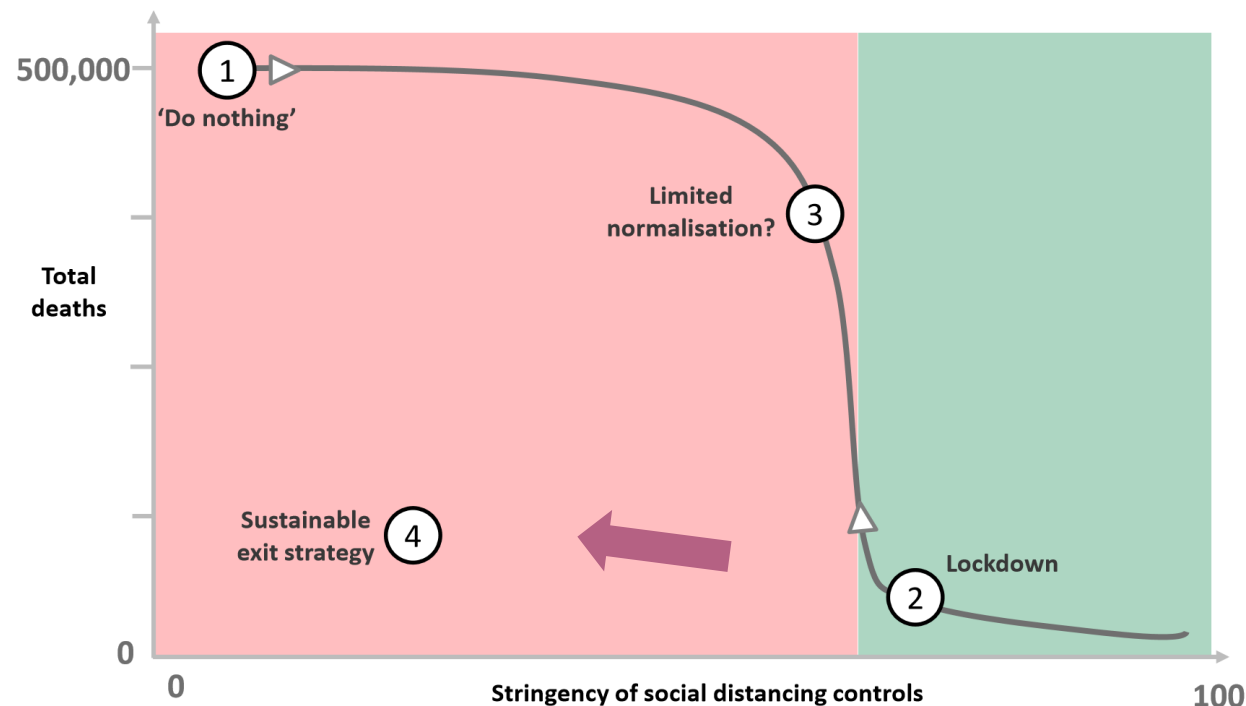 500,000
1
‘Do nothing’
Limited
normalisation?
3
Total
deaths
Sustainable
exit strategy
4
Lockdown
2
0
0
Stringency of social distancing controls
100